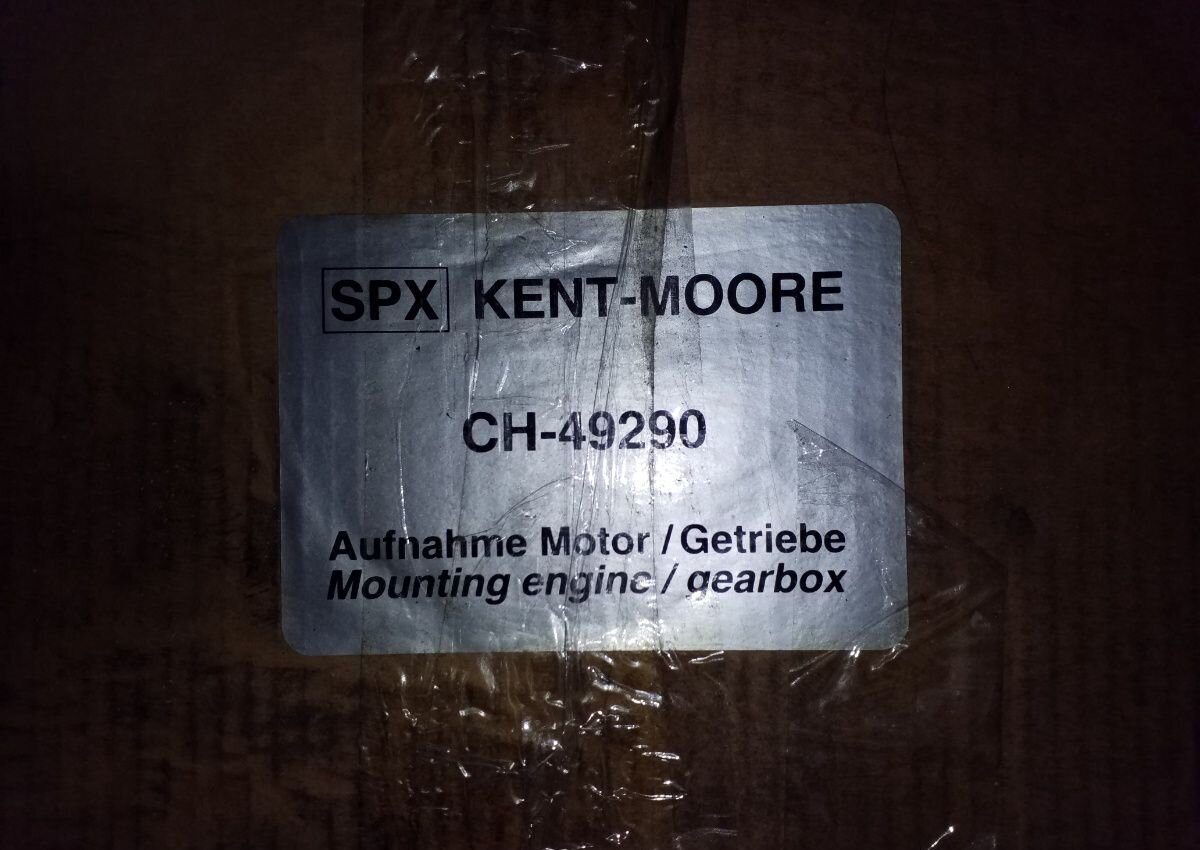 SPX KENT-MOORE
CH-49290
Aufnahme Motor / Getriebe
Mounting engine / gearbox